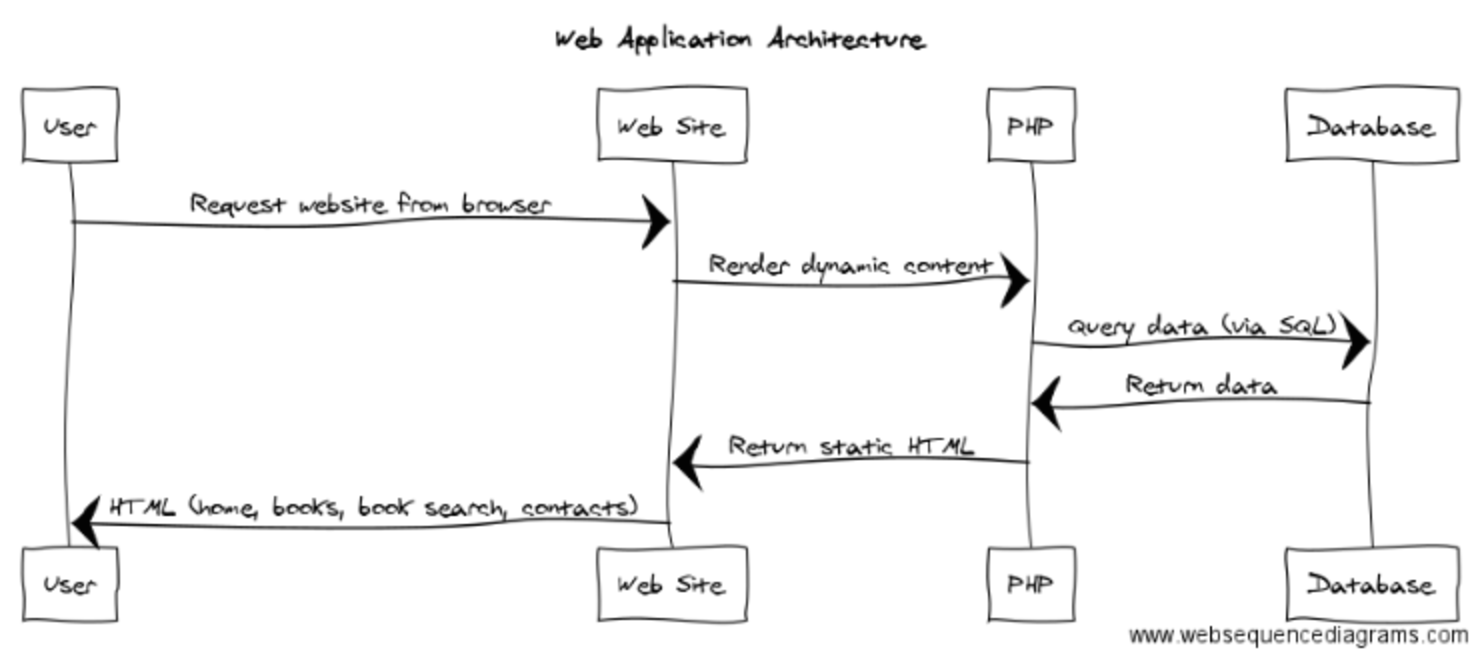 Web Application Architecture
User
Web Site
PHP
Database
Request website from browser
Render dynamic content
Query data (via SQL)
Return data
Return static HTML
HTML (home, books, book search, contacts)
User
Web Site
PHP
Database
www.websequencediagrams.com